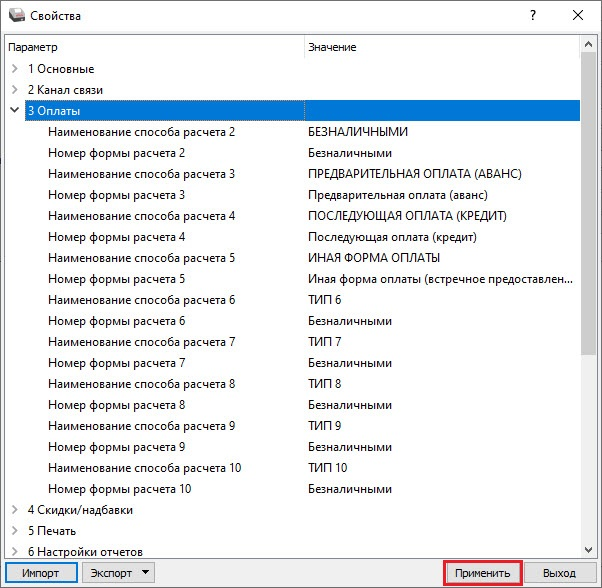 Свойства
?
Параметр Значение
1 Основные
2 Канал связи
3 Оплаты
Наименование способа расчета 2 БЕЗНАЛИЧНЫМИ
Номер формы расчета 2 Безналичными
Наименование способа расчета 3 ПРЕДВАРИТЕЛЬНАЯ ОПЛАТА (АВАНС)
Номер формы расчета 3 Предварительная оплата (аванс)
Наименование способа расчета 4 ПОСЛЕДУЮЩАЯ ОПЛАТА (КРЕДИТ)
Номер формы расчета 4 Последующая оплата (кредит)
Наименование способа расчета 5 ИНАЯ ФОРМА ОПЛАТЫ
Номер формы расчета 5 Иная форма оплаты (встречное предоставлен...
Наименование способа расчета 6 ТИП 6
Номер формы расчета 6 Безналичными
Наименование способа расчета 7 ТИП 7
Номер формы расчета 7 Безналичными
Наименование способа расчета 8 ТИП 8
Номер формы расчета 8 Безналичными
Наименование способа расчета 9 ТИП 9
Номер формы расчета 9 Безналичными
Наименование способа расчета 10 ТИП 10
Номер формы расчета 10 Безналичными
4 Скидки/надбавки
5 Печать
6 Настройки отчетов
Импорт Экспорт Применить Выход